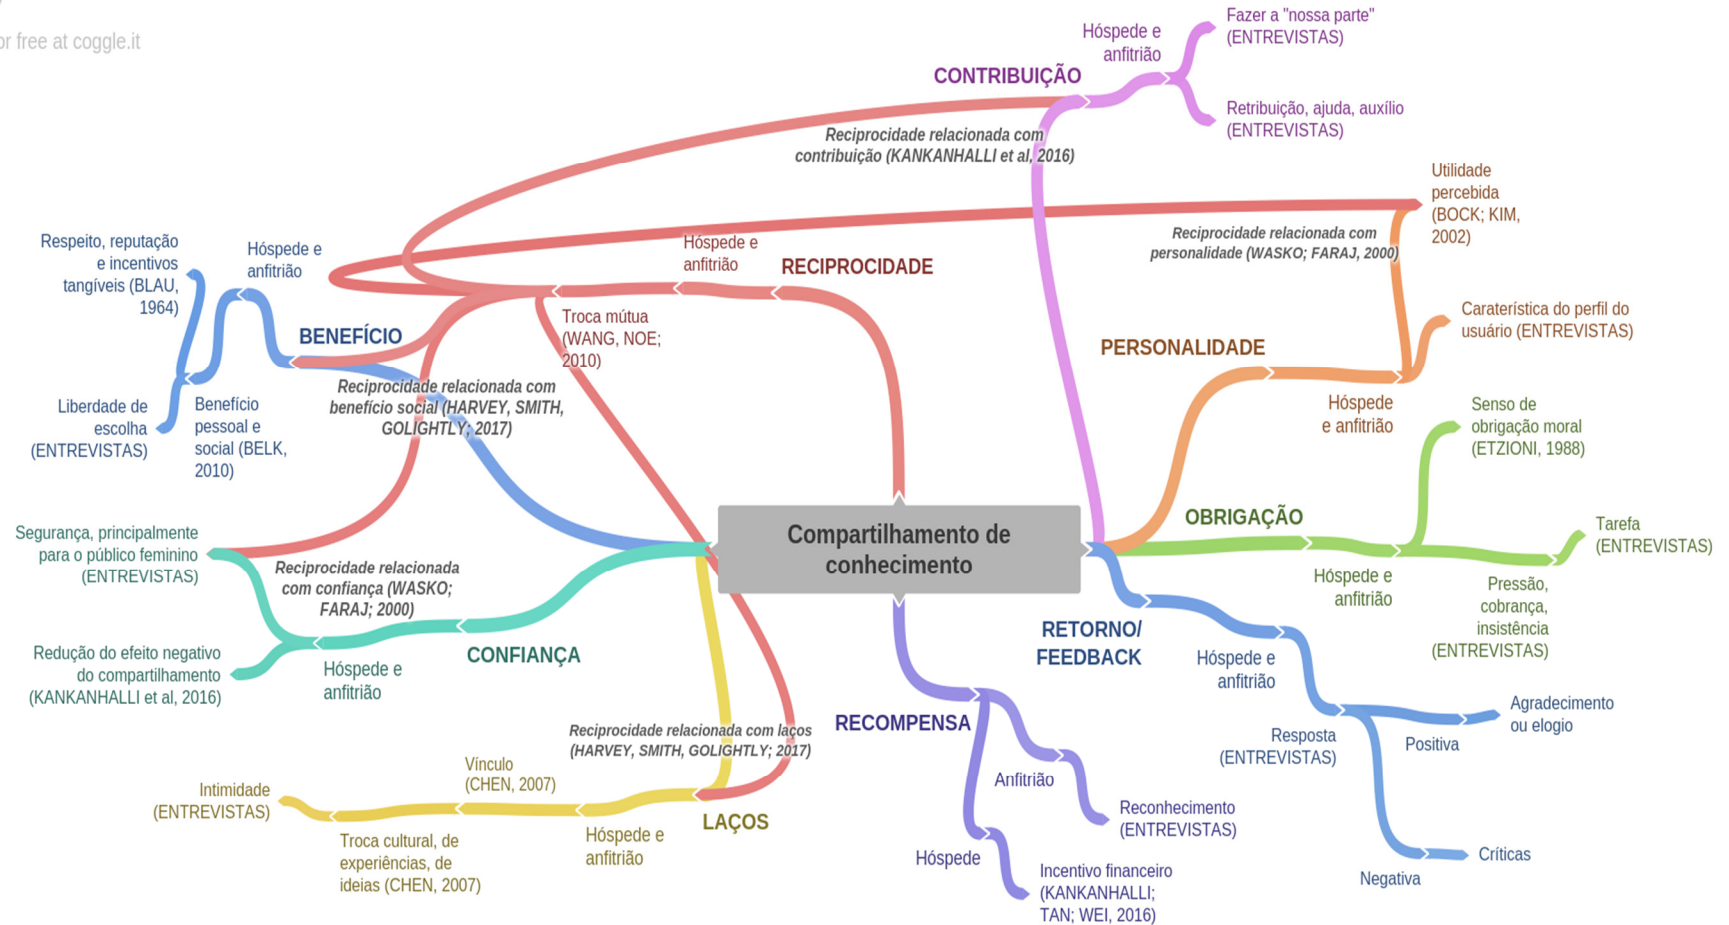 or free at coggle.it
Fazer a "nossa parte"
(ENTREVISTAS)
Hóspede e
anfitrião
CONTRIBUIÇÃO
Retribuição, ajuda, auxílio
(ENTREVISTAS)
Reciprocidade relacionada com
contribuição (KANKANHALLI et al, 2016)
Utilidade
percebida
(BOCK; KIM,
2002)
Reciprocidade relacionada com
personalidade (WASKO; FARAJ, 2000)
Hóspede e
anfitrião
RECIPROCIDADE
Troca mútua
(WANG, NOE;
2010)
Respeito, reputação
e incentivos
tangíveis (BLAU,
1964)
Hóspede e
anfitrião
BENEFÍCIO
Liberdade de
escolha
(ENTREVISTAS)
Benefício
pessoal e
social (BELK,
2010)
Reciprocidade relacionada com
benefício social (HARVEY, SMITH,
GOLIGHTLY; 2017)
Caraterística do perfil do
usuário (ENTREVISTAS)
PERSONALIDADE
Hóspede
e anfitrião
Senso de
obrigação moral
(ETZIONI, 1988)
OBRIGAÇÃO
Tarefa
(ENTREVISTAS)
Hóspede e
anfitrião
Pressão,
cobrança,
insistência
(ENTREVISTAS)
Compartilhamento de
conhecimento
Segurança, principalmente
para o público feminino
(ENTREVISTAS)
Reciprocidade relacionada
com confiança (WASKO;
FARAJ; 2000)
Redução do efeito negativo
do compartilhamento
(KANKANHALLI et al, 2016)
Hóspede e
anfitrião
CONFIANÇA
RETORNO/
FEEDBACK
Hóspede e
anfitrião
Resposta
(ENTREVISTAS)
Positiva
Agradecimento
ou elogio
Negativa
Críticas
RECOMPENSA
Anfitrião
Reconhecimento
(ENTREVISTAS)
Hóspede
Incentivo financeiro
(KANKANHALLI;
TAN; WEI, 2016)
Reciprocidade relacionada com laços
(HARVEY, SMITH, GOLIGHTLY; 2017)
LAÇOS
Hóspede e
anfitrião
Vínculo
(CHEN, 2007)
Troca cultural, de
experiências, de
ideias (CHEN, 2007)
Intimidade
(ENTREVISTAS)